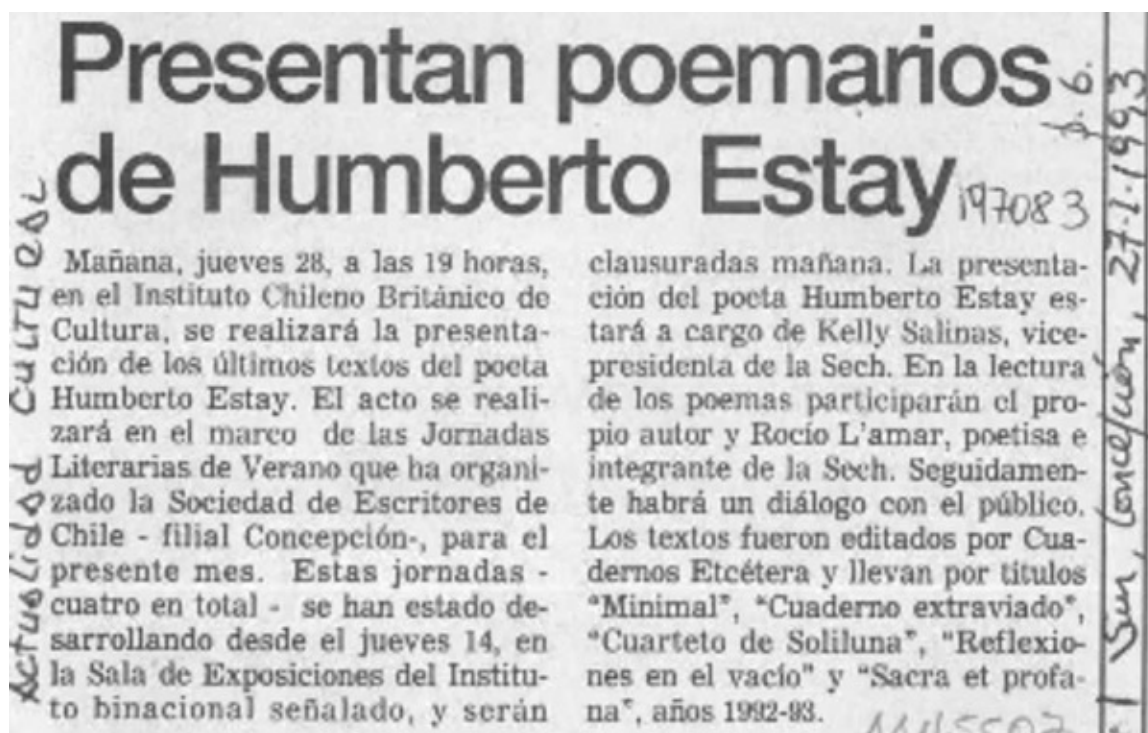 Presentan poemarios
de Humberto Estay
197083
Mañana, jueves 28, a las 19 horas,
en el Instituto Chileno Británico de
Cultura, se realizará la presenta-
ción de los últimos textos del poeta
Humberto Estay. El acto se reali-
zará en el marco de las Jornadas
Literarias de Verano que ha organi-
zado la Sociedad de Escritores de
Chile - filial Concepción-, para el
presente mes. Estas jornadas -
cuatro en total - se han estado de-
sarrollando desde el jueves 14, en
la Sala de Exposiciones del Institu-
to binacional señalado, y serán
clausuradas mañana. La presenta-
ción del poeta Humberto Estay es-
tará a cargo de Kelly Salinas, vice-
presidenta de la Sech. En la lectura
de los poemas participarán el pro-
pio autor y Rocío L'amar, poetisa e
integrante de la Sech. Seguidamen-
te habrá un diálogo con el público.
Los textos fueron editados por Cua-
dernos Etcétera y llevan por títulos
"Minimal", "Cuaderno extraviado",
"Cuarteto de Soliluna", "Reflexio-
nes en el vacío" y "Sacra et profa-
na", años 1992-93.
Actualidad Cultural
Sur, Concepción, 27-1-1993
p. 6.